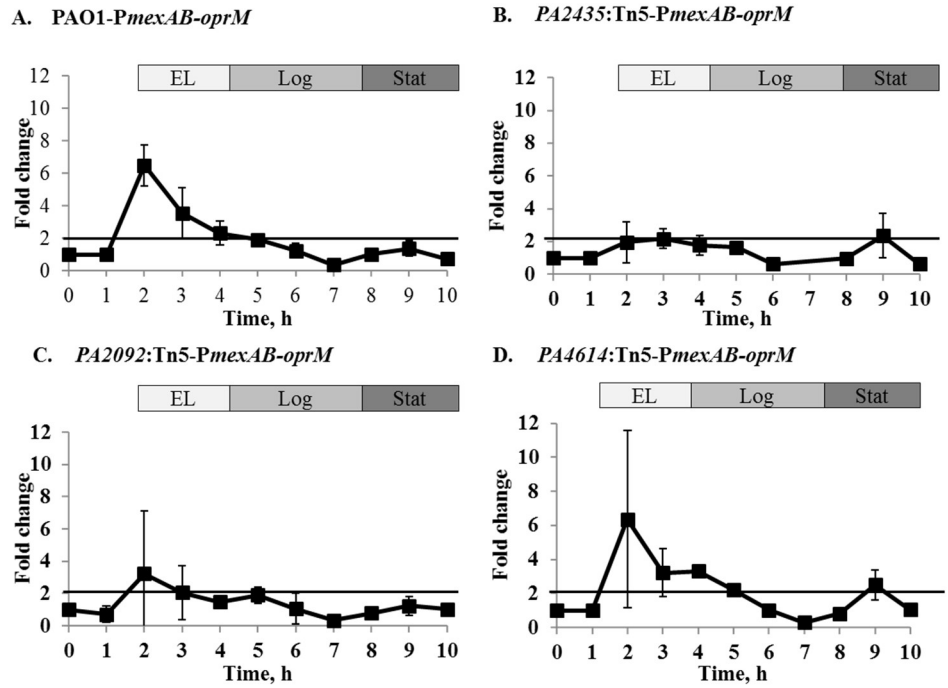 A. PAO1-PmexAB-oprM
EL Log Stat
12
10
8
6
4
2
0
Fold change
0 1 2 3 4 5 6 7 8 9 10
Time, h
B. PA2435:Tn5-PmexAB-oprM
EL Log Stat
12
10
8
6
4
2
0
Fold change
0 1 2 3 4 5 6 7 8 9 10
Time, h
C. PA2092:Tn5-PmexAB-oprM
EL Log Stat
12
10
8
6
4
2
0
Fold change
0 1 2 3 4 5 6 7 8 9 10
Time, h
D. PA4614:Tn5-PmexAB-oprM
EL Log Stat
12
10
8
6
4
2
0
Fold change
0 1 2 3 4 5 6 7 8 9 10
Time, h